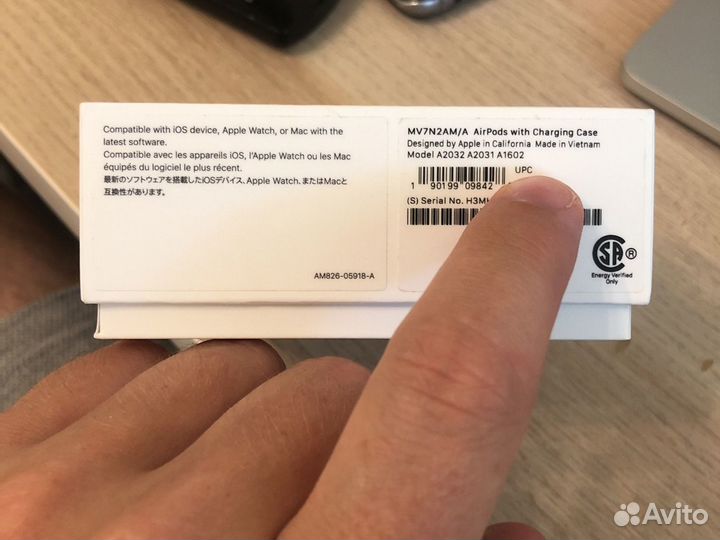 Compatible with iOS device, Apple Watch, or Mac with the
latest software.
Compatible avec les appareils iOS, l'Apple Watch ou les Mac
équipés du logiciel le plus récent.
最新のソフトウェアを搭載したiOSデバイス、Apple Watch、またはMacと
互換性があります。
AM826-05918-A
MV7N2AM/A AirPods with Charging Case
Designed by Apple in California Made in Vietnam
Model A2032 A2031 A1602
UPC
1 90199 09842
(S) Serial No.
CSA ®
Energy Verified
Only
Avito